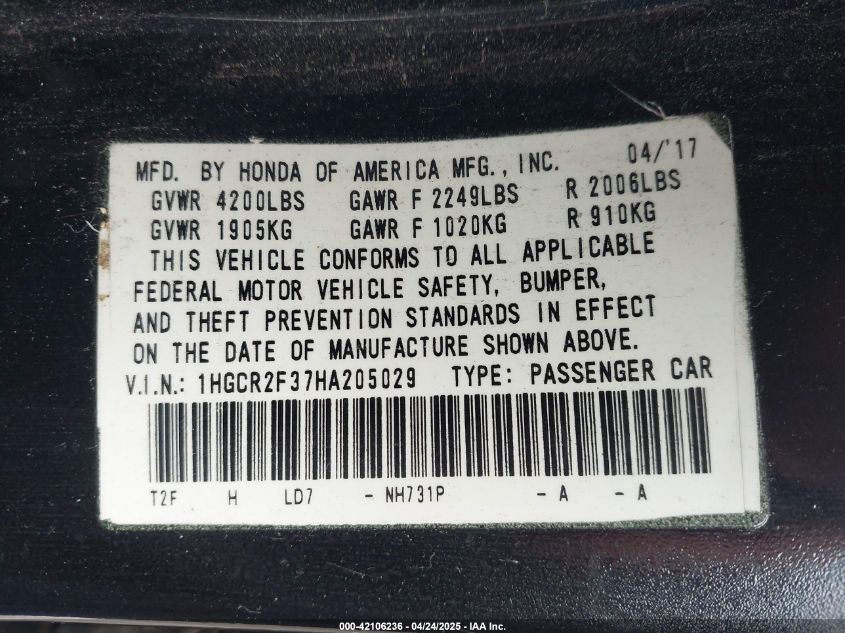 MFD. BY HONDA OF AMERICA MFG., INC. 04/'17
GVWR 4200LBS GAWR F 2249LBS R 2006LBS
GVWR 1905KG GAWR F 1020KG R 910KG
THIS VEHICLE CONFORMS TO ALL APPLICABLE
FEDERAL MOTOR VEHICLE SAFETY, BUMPER,
AND THEFT PREVENTION STANDARDS IN EFFECT
ON THE DATE OF MANUFACTURE SHOWN ABOVE.
V.I.N.: 1HGCR2F37HA205029 TYPE: PASSENGER CAR
T2F H LD7 - NH731P - A - A
000-42106236 - 04/24/2025 - IAA Inc.